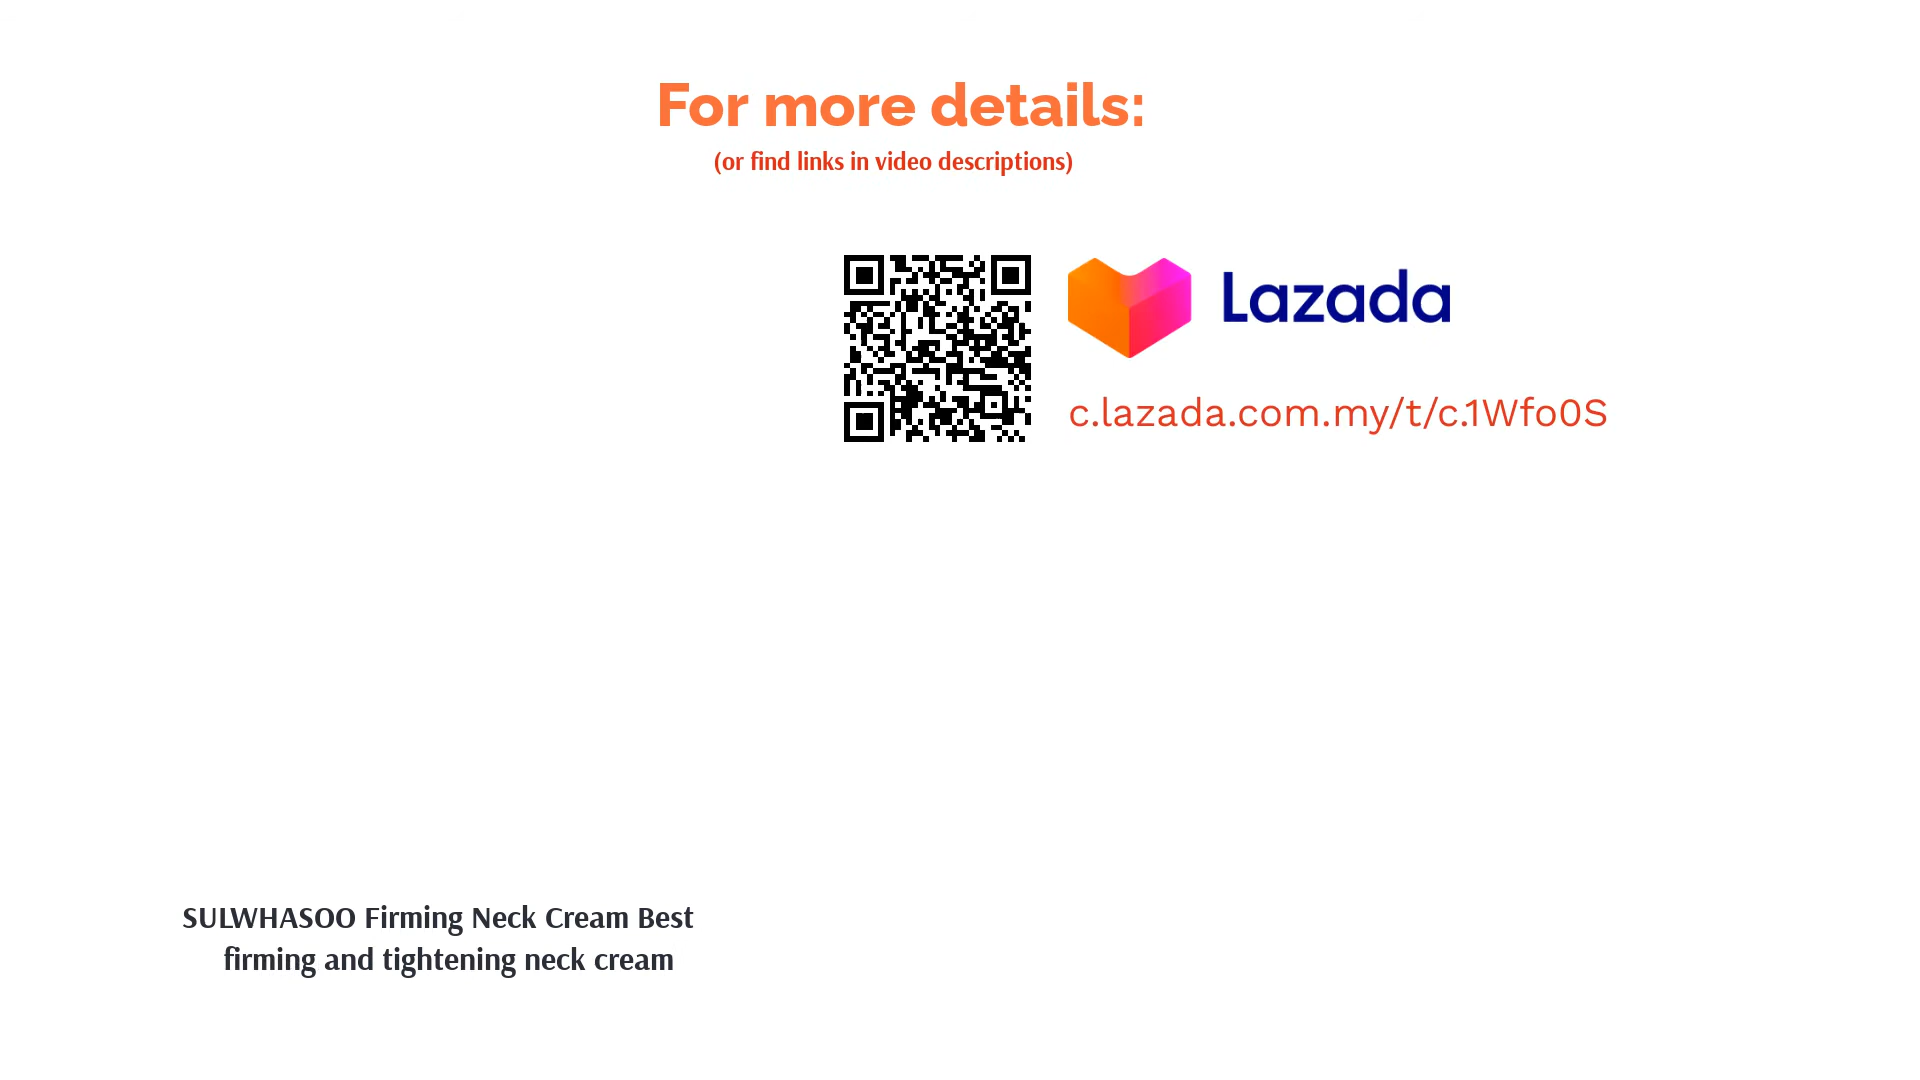 For more details:
(or find links in video descriptions)
Lazada
c.lazada.com.my/t/c.1Wfo0S
SULWHASOO Firming Neck Cream Best
firming and tightening neck cream